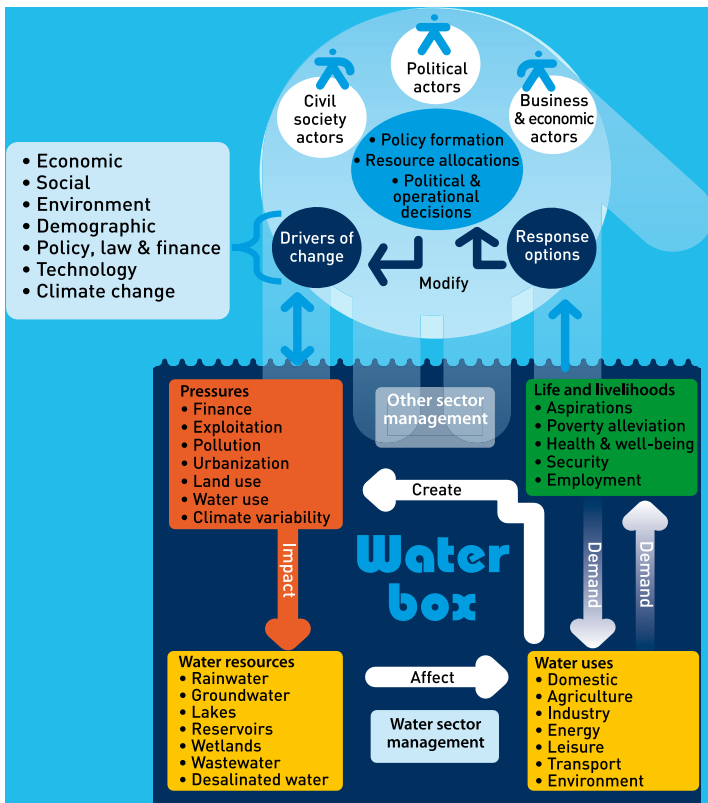 Political
actors
Civil
society
actors
Business
& economic
actors
• Policy formation
• Resource allocations
• Political &
operational
decisions
• Economic
• Social
• Environment
• Demographic
• Policy, law & finance
• Technology
• Climate change
Drivers of
change
Response
options
Modify
Pressures
• Finance
• Exploitation
• Pollution
• Urbanization
• Land use
• Water use
• Climate variability
Other sector
management
Life and livelihoods
• Aspirations
• Poverty alleviation
• Health & well-being
• Security
• Employment
Create
Impact
Water
box
Demand
Demand
Water resources
• Rainwater
• Groundwater
• Lakes
• Reservoirs
• Wetlands
• Wastewater
• Desalinated water
Affect
Water sector
management
Water uses
• Domestic
• Agriculture
• Industry
• Energy
• Leisure
• Transport
• Environment